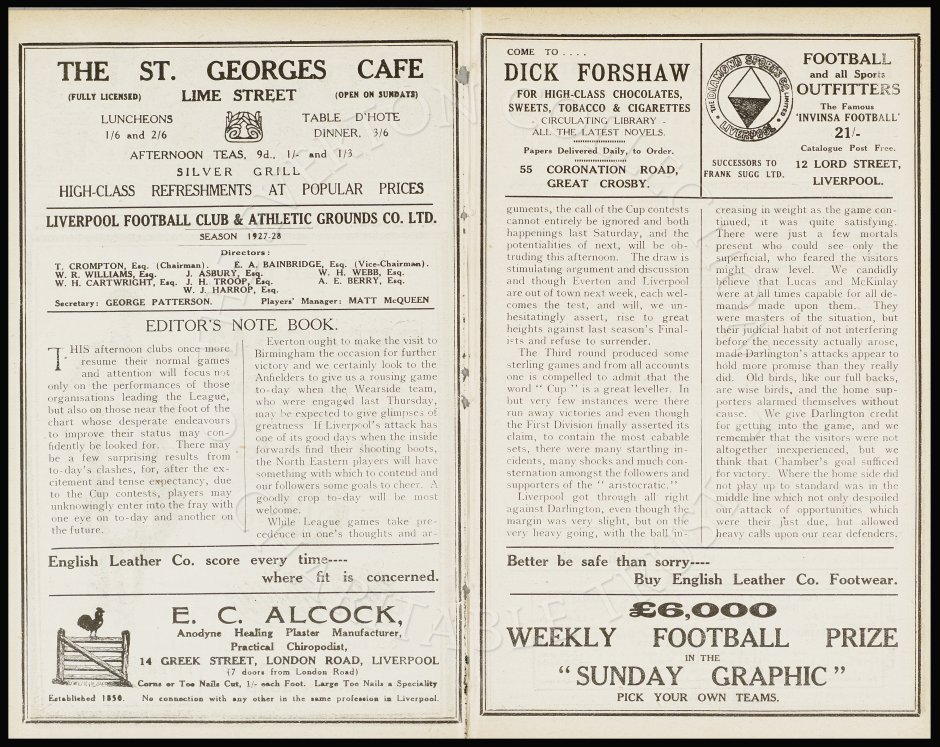 THE ST. GEORGES CAFE
(FULLY LICENSED) LIME STREET (OPEN ON SUNDAYS)
LUNCHEONS
1/6 and 2/6
TABLE D'HOTE
DINNER, 3/6
AFTERNOON TEAS, 9d., 1/- and 1/3
SILVER GRILL
HIGH-CLASS REFRESHMENTS AT POPULAR PRICES
LIVERPOOL FOOTBALL CLUB & ATHLETIC GROUNDS CO. LTD.
SEASON 1927-28
Directors:
T. CROMPTON, Esq. (Chairman). E. A. BAINBRIDGE, Esq. (Vice-Chairman).
W. R. WILLIAMS, Esq. J. ASBURY, Esq. W. H. WEBB, Esq.
W. H. CARTWRIGHT, Esq. J. H. TROOP, Esq. A. E. BERRY, Esq.
W. J. HARROP, Esq.
Secretary: GEORGE PATTERSON. Players' Manager: MATT McQUEEN
EDITOR'S NOTE BOOK.
THIS afternoon clubs once more
resume their normal games
and attention will focus not
only on the performances of those
organisations leading the League,
but also on those near the foot of the
chart whose desperate endeavours
to improve their status may con-
fidently be looked for. There may
be a few surprising results from
to-day's clashes, for, after the ex-
citement and tense expectancy, due
to the Cup contests, players may
unknowingly enter into the fray with
one eye on to-day and another on
the future.
Everton ought to make the visit to
Birmingham the occasion for further
victory and we certainly look to the
Anfielders to give us a rousing game
to-day when the Wearside team,
who were engaged last Thursday,
may be expected to give glimpses of
greatness If Liverpool's attack has
one of its good days when the inside
forwards find their shooting boots,
the North Eastern players will have
something with which to contend and
our followers some goals to cheer. A
goodly crop to-day will be most
welcome.
While League games take pre-
cedence in one's thoughts and ar-
English Leather Co. score every time----
where fit is concerned.
E. C. ALCOCK,
Anodyne Healing Plaster Manufacturer,
Practical Chiropodist,
14 GREEK STREET, LONDON ROAD, LIVERPOOL
(7 doors from London Road)
Corns or Toe Nails Cut, 1/- each Foot. Large Toe Nails a Speciality
Established 1850. No connection with any other in the same profession in Liverpool.
COME TO ....
DICK FORSHAW
FOR HIGH-CLASS CHOCOLATES,
SWEETS, TOBACCO & CIGARETTES
- CIRCULATING LIBRARY -
ALL THE LATEST NOVELS.
Papers Delivered Daily, to Order.
55 CORONATION ROAD,
GREAT CROSBY.
THE DIAMOND SPORTS CO. LIMITED
LIVERPOOL
SUCCESSORS TO
FRANK SUGG LTD.
FOOTBALL
and all Sports
OUTFITTERS
The Famous
'INVINSA FOOTBALL'
21/-
Catalogue Post Free.
12 LORD STREET,
LIVERPOOL.
guments, the call of the Cup contests
cannot entirely be ignored and both
happenings last Saturday, and the
potentialities of next, will be ob-
truding this afternoon. The draw is
stimulating argument and discussion
and though Everton and Liverpool
are out of town next week, each wel-
comes the test, and will, we in-
hesitatingly assert, rise to great
heights against last season's Final-
ists and refuse to surrender.
The Third round produced some
sterling games and from all accounts
one is compelled to admit that the
word "Cup" is a great leveller. In
but very few instances were there
run away victories and even though
the First Division finally asserted its
claim, to contain the most cabable
sets, there were many startling in-
cidents, many shocks and much con-
sternation amongst the followers and
supporters of the "aristocratic."
Liverpool got through all right
against Darlington, even though the
margin was very slight, but on the
very heavy going, with the ball in-
creasing in weight as the game con-
tinued, it was quite satisfying.
There were just a few mortals
present who could see only the
superficial, who feared the visitors
might draw level. We candidly
believe that Lucas and McKinlay
were at all times capable for all de-
mands made upon them. They
were masters of the situation, but
their judicial habit of not interfering
before the necessity actually arose,
made Darlington's attacks appear to
hold more promise than they really
did. Old birds, like our full backs,
are wise birds, and the home sup-
porters alarmed themselves without
cause. We give Darlington credit
for getting into the game, and we
remember that the visitors were not
altogether inexperienced, but we
think that Chamber's goal sufficed
for victory. Where the home side did
not play up to standard was in the
middle line which not only despoiled
our attack of opportunities which
were their just due, but allowed
heavy calls upon our rear defenders.
Better be safe than sorry----
Buy English Leather Co. Footwear.
£6,000
WEEKLY FOOTBALL PRIZE
IN THE
"SUNDAY GRAPHIC"
PICK YOUR OWN TEAMS.